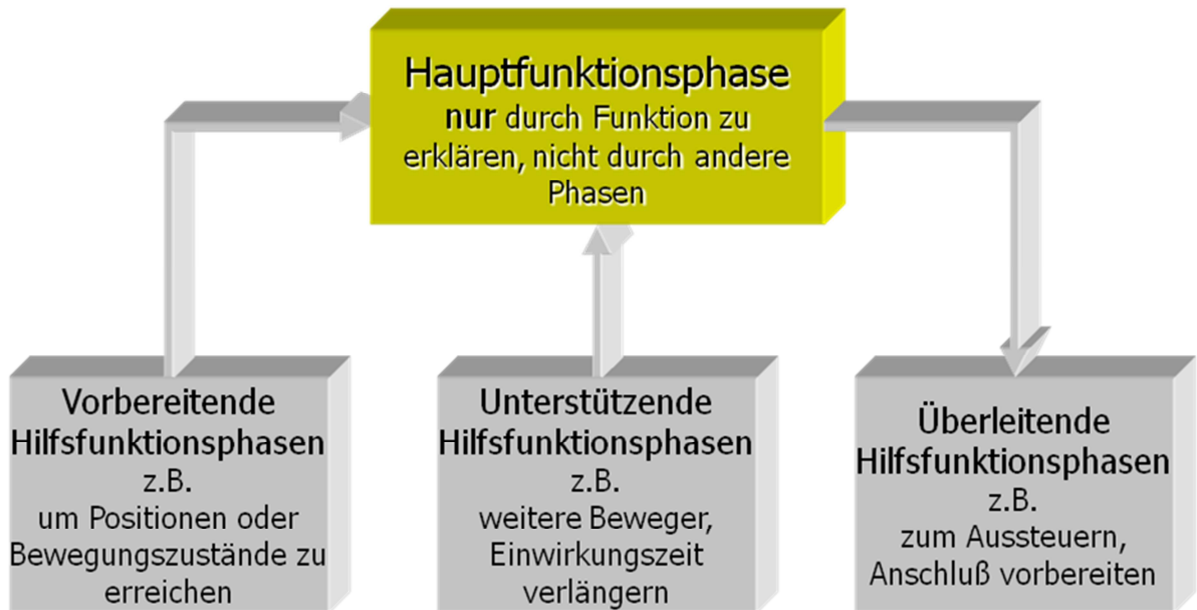 Hauptfunktionsphase
nur durch Funktion zu
erklären, nicht durch andere
Phasen
Vorbereitende
Hilfsfunktionsphasen
z.B.
um Positionen oder
Bewegungszustände zu
erreichen
Unterstützende
Hilfsfunktionsphasen
z.B.
weitere Beweger,
Einwirkungszeit
verlängern
Überleitende
Hilfsfunktionsphasen
z.B.
zum Aussteuern,
Anschluß vorbereiten